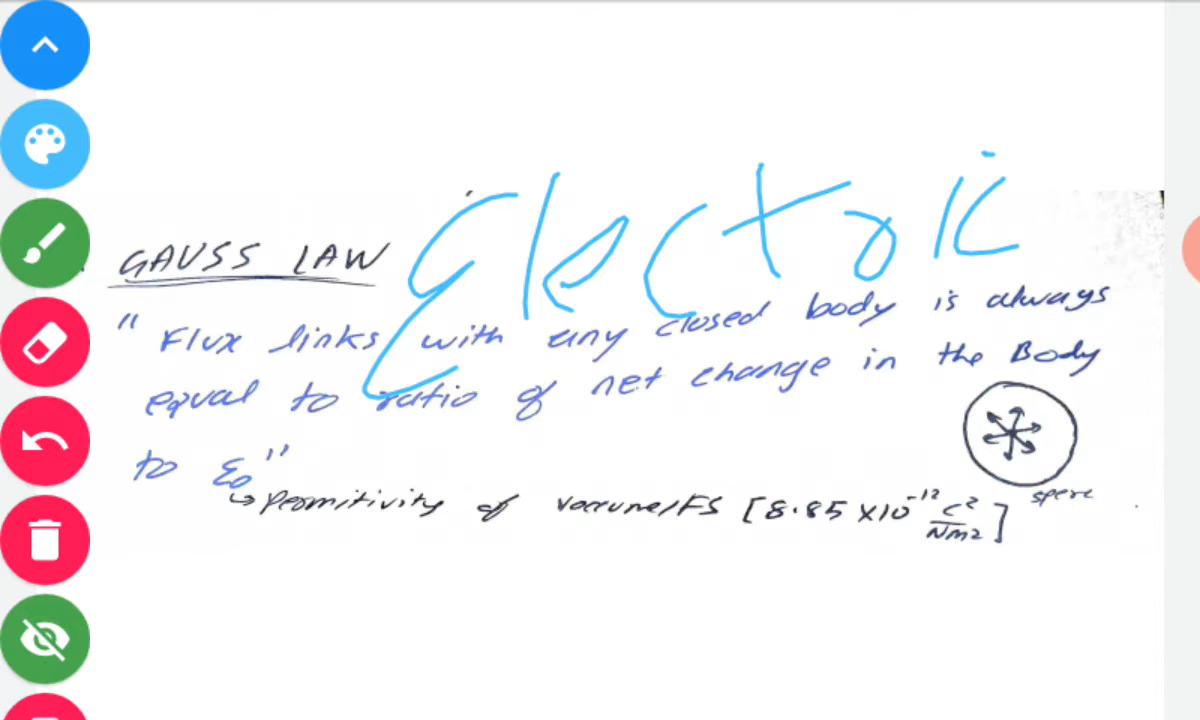 Electric
GAUSS LAW
" Flux links with any closed body is always
equal to ratio of net change in the Body
to ε₀"
↳ Permitivity of Vaccume/FS [8.85 X10⁻¹² C²/Nm2]
spere